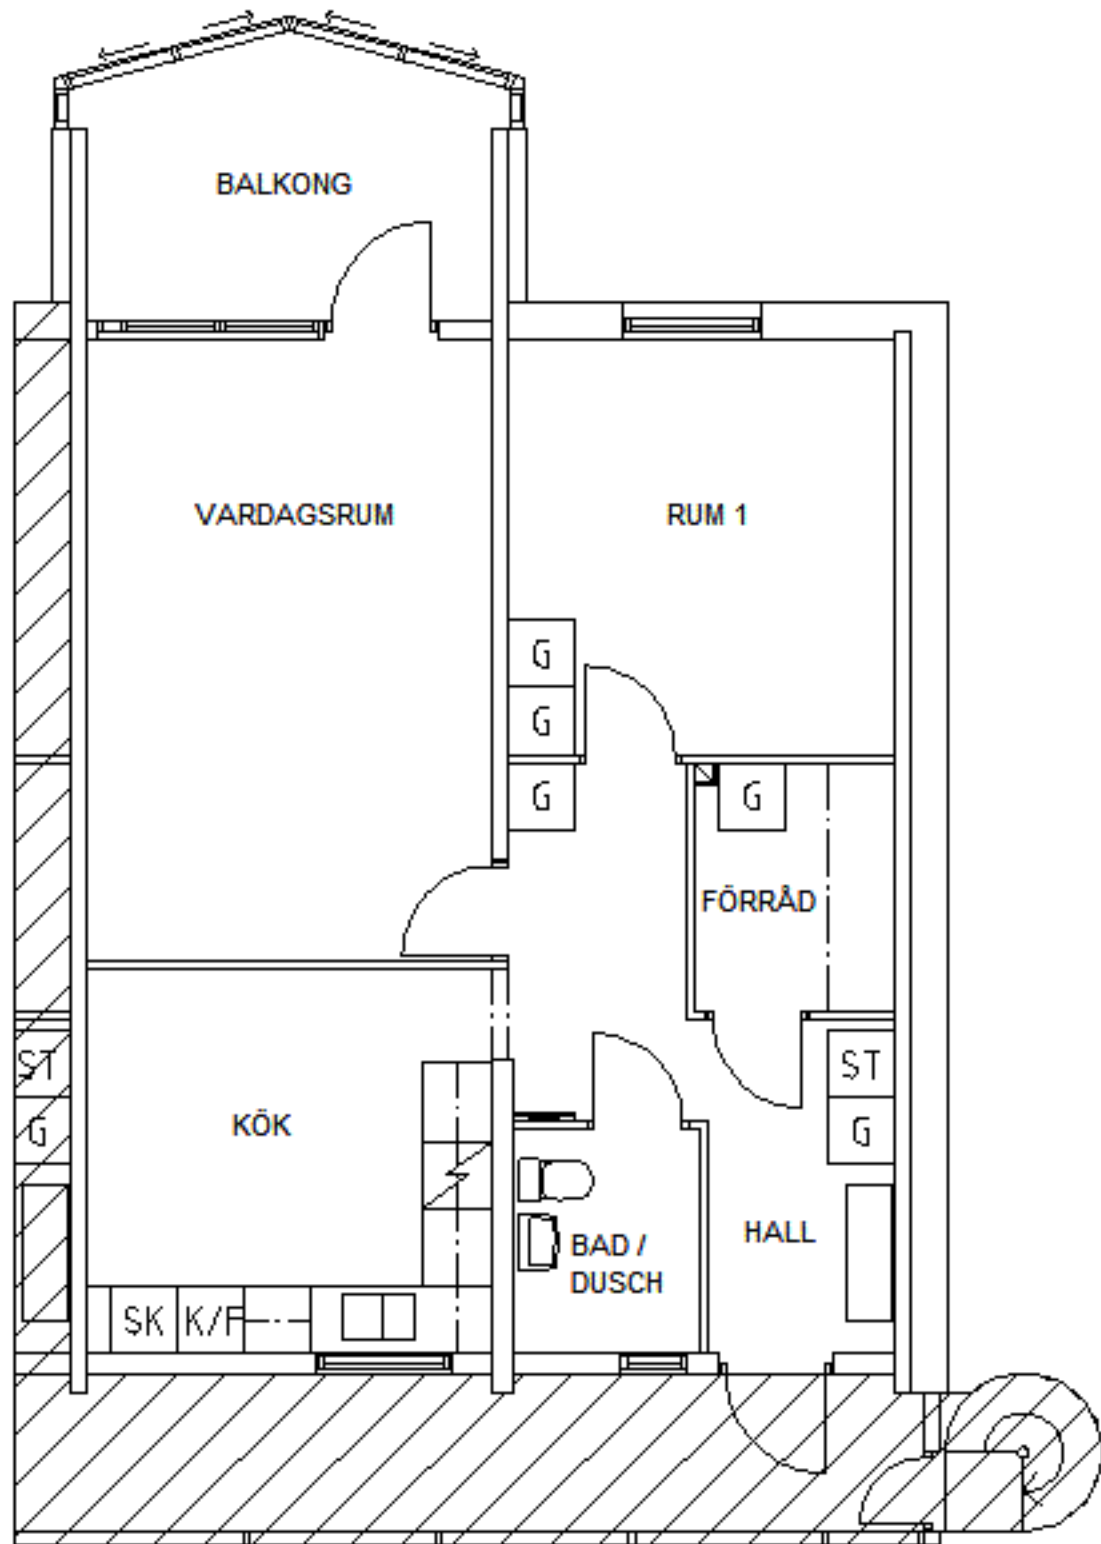 BALKONG
VARDAGSRUM
RUM 1
G
G
G
G
FÖRRÅD
ST
ST
G
KÖK
G
HALL
BAD /
DUSCH
SK
K/F